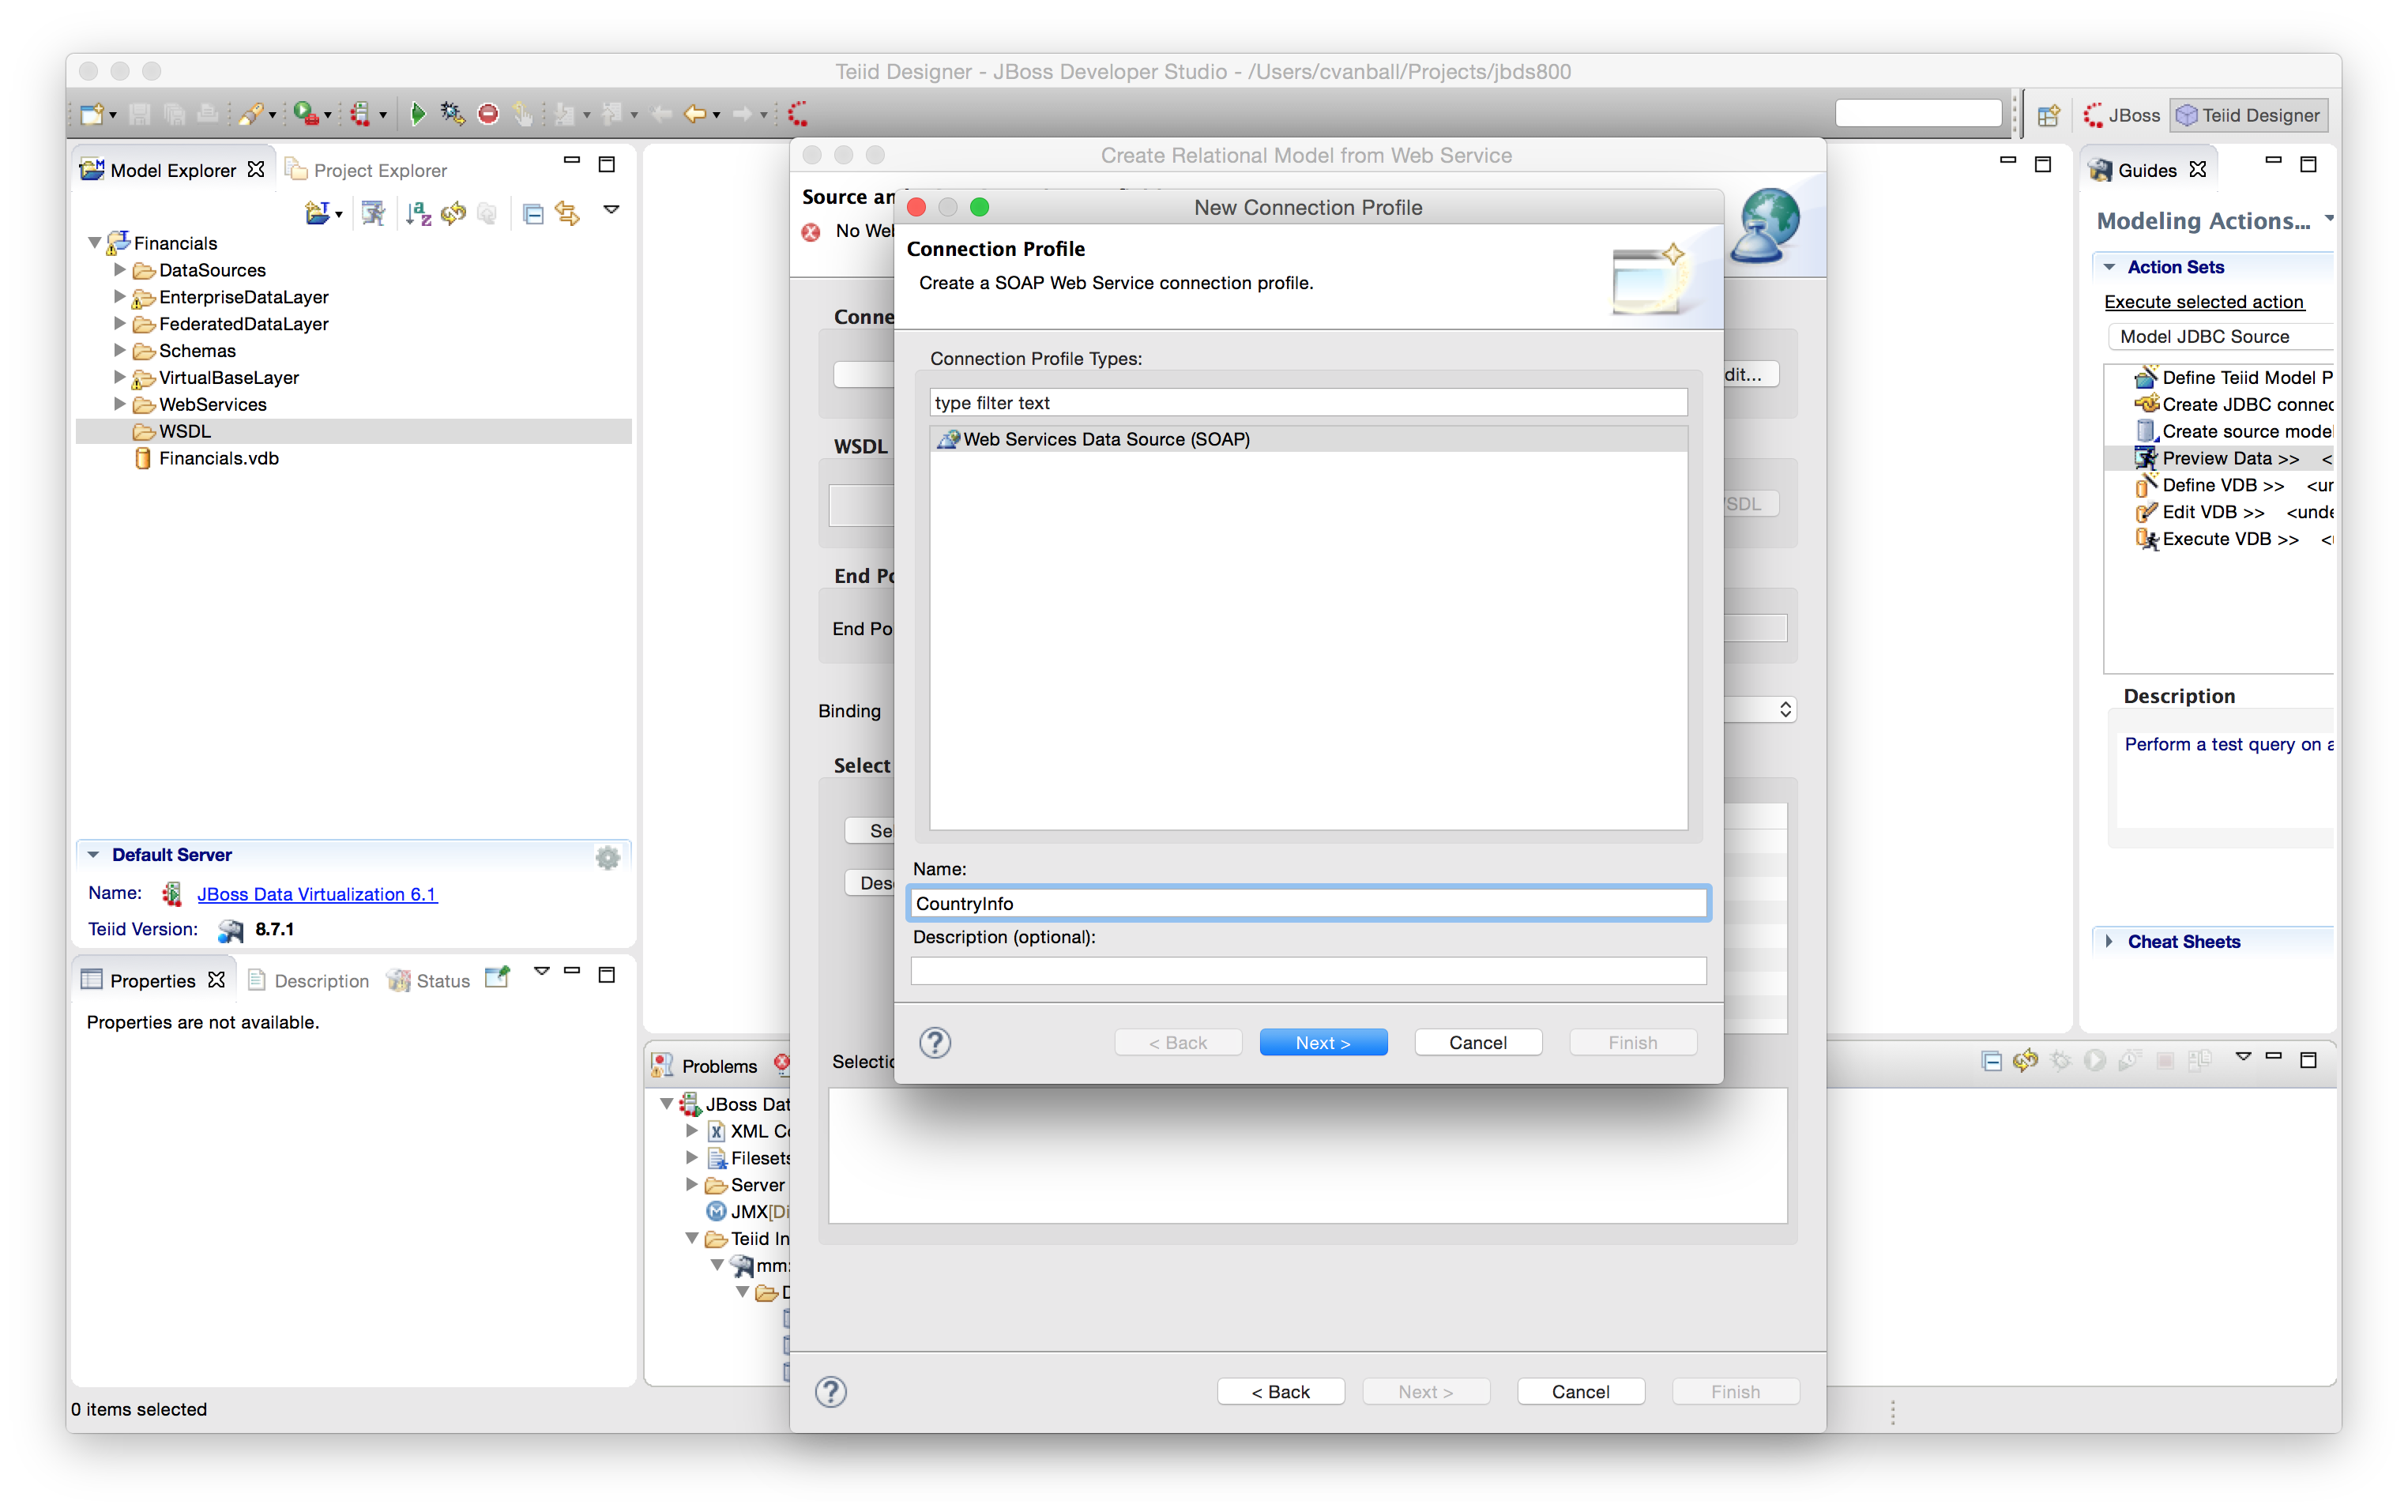 Teiid Designer - JBoss Developer Studio - /Users/cvanball/Projects/jbds800
JBoss
Teiid Designer
Model Explorer
Project Explorer
Financials
DataSources
EnterpriseDataLayer
FederatedDataLayer
Schemas
VirtualBaseLayer
WebServices
WSDL
Financials.vdb
Default Server
Name: JBoss Data Virtualization 6.1
Teiid Version: 8.7.1
Properties
Description
Status
Properties are not available.
0 items selected
Create Relational Model from Web Service
Source an
No Wel
Conne
dit...
WSDL
SDL
End Po
End Po
Binding
Select
Se
Des
Selectio
< Back
Next >
Cancel
Finish
New Connection Profile
Connection Profile
Create a SOAP Web Service connection profile.
Connection Profile Types:
type filter text
Web Services Data Source (SOAP)
Name:
CountryInfo
Description (optional):
< Back
Next >
Cancel
Finish
Problems
JBoss Dat
XML Co
Filesets
Server
JMX[Di
Teiid In
mm:
D
Guides
Modeling Actions...
Action Sets
Execute selected action
Model JDBC Source
Define Teiid Model P
Create JDBC connec
Create source model
Preview Data >> <
Define VDB >> <ur
Edit VDB >> <unde
Execute VDB >> <
Description
Perform a test query on a
Cheat Sheets